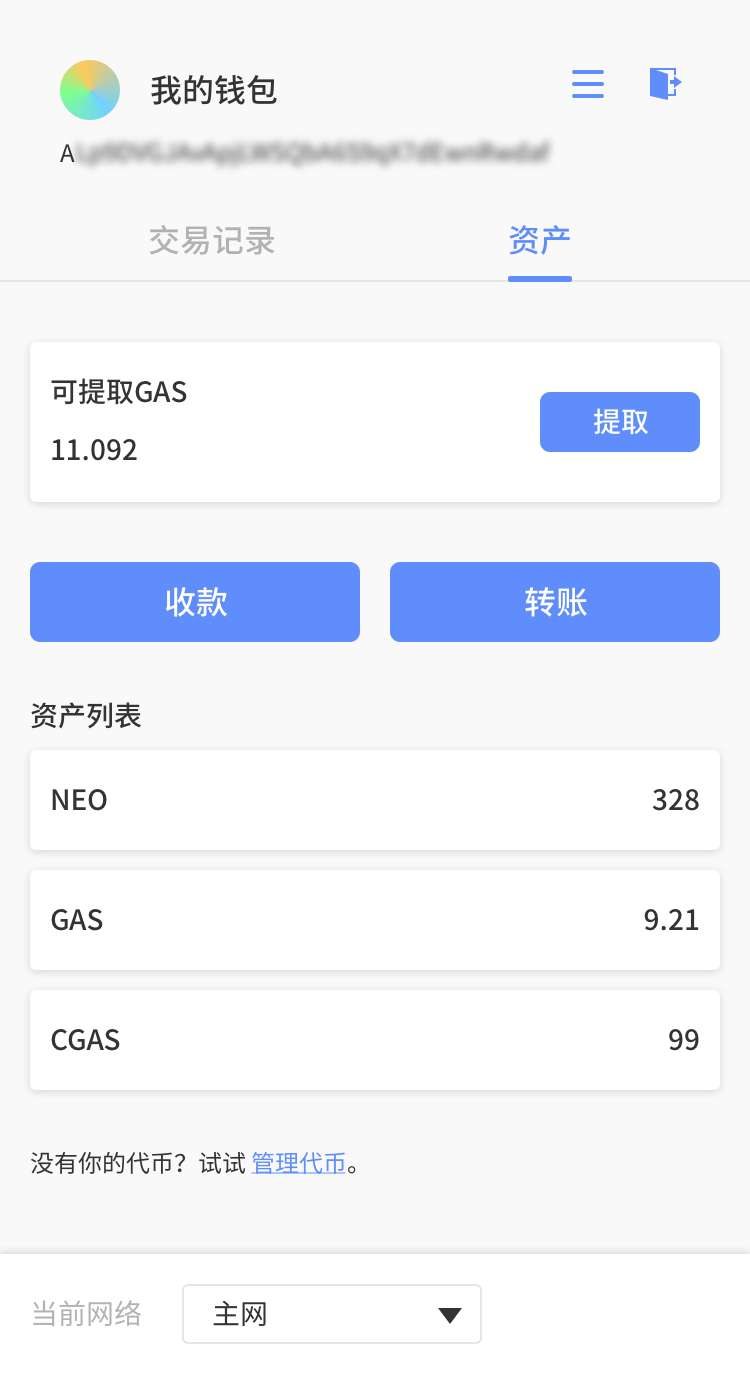 我的钱包
A
交易记录
资产
可提取GAS
11.092
提取
收款
转账
资产列表
NEO
328
GAS
9.21
CGAS
99
没有你的代币？试试 管理代币。
当前网络
主网